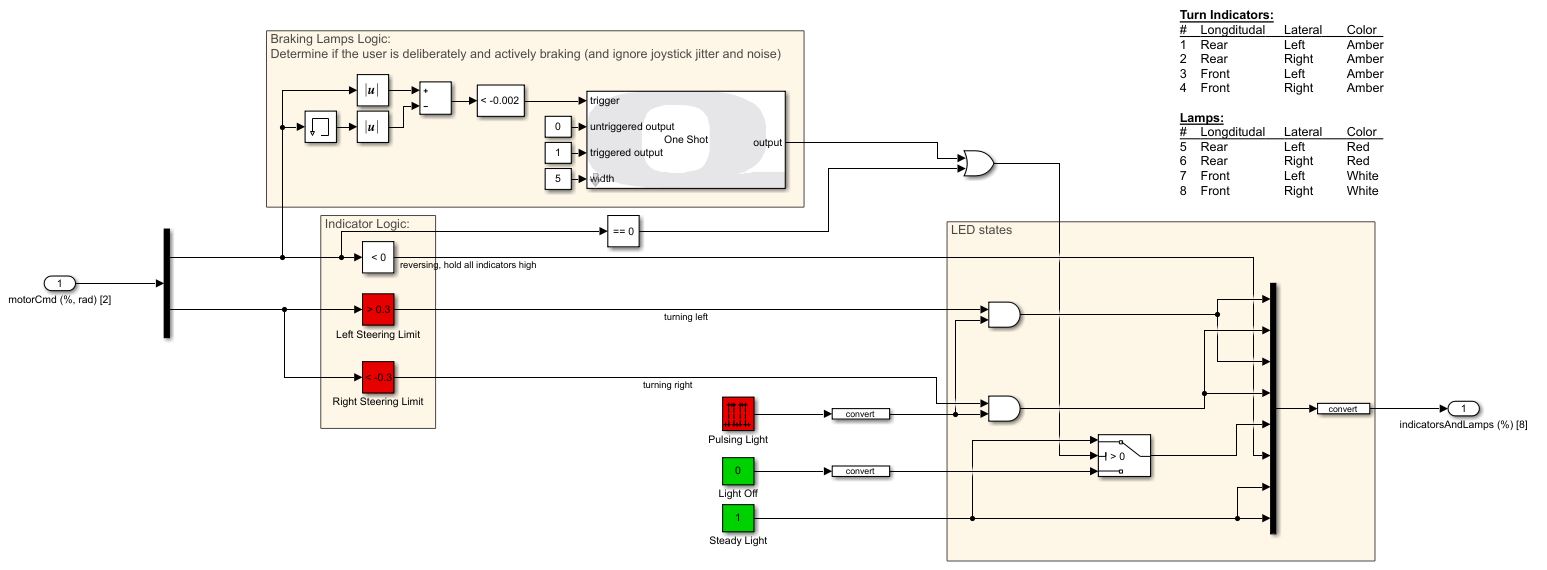 Braking Lamps Logic:
Determine if the user is deliberately and actively braking (and ignore joystick jitter and noise)
|u|
+
−
|u|
< -0.002
trigger
0
untriggered output
One Shot
output
1
triggered output
5
width
Turn Indicators:
# Longditudal Lateral Color
1 Rear Left Amber
2 Rear Right Amber
3 Front Left Amber
4 Front Right Amber
Lamps:
# Longditudal Lateral Color
5 Rear Left Red
6 Rear Right Red
7 Front Left White
8 Front Right White
Indicator Logic:
== 0
LED states
< 0
reversing, hold all indicators high
1
motorCmd (%, rad) [2]
> 0.3
turning left
Left Steering Limit
< -0.3
turning right
Right Steering Limit
convert
Pulsing Light
> 0
0
convert
Light Off
1
Steady Light
convert
1
indicatorsAndLamps (%) [8]